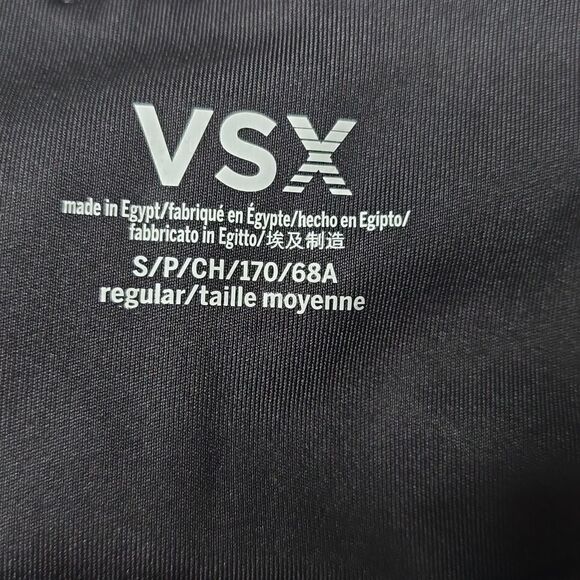 VSX
made in Egypt/fabriqué en Égypte/hecho en Egipto/
fabbricato in Egitto/埃及制造
S/P/CH/170/68A
regular/taille moyenne